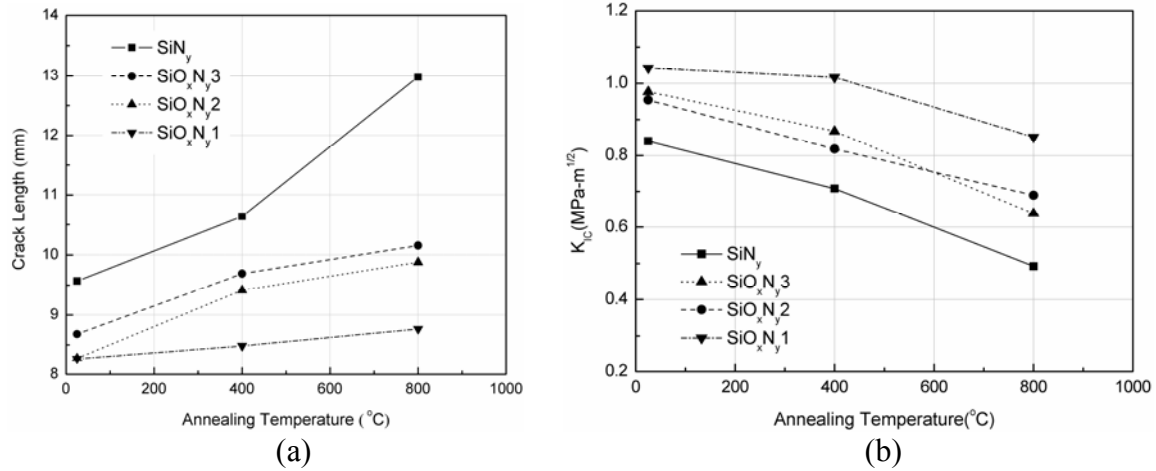 14
13
12
11
10
9
8
0
200
400
600
800
1000
Crack Length (mm)
Annealing Temperature ( °C)
SiNy
SiOxNy3
SiOxNy2
SiOxNy1
(a)
1.2
1.0
0.8
0.6
0.4
0.2
0
200
400
600
800
1000
KIC(MPa-m1/2)
Annealing Temperature(°C)
SiNy
SiOxNy3
SiOxNy2
SiOxNy1
(b)